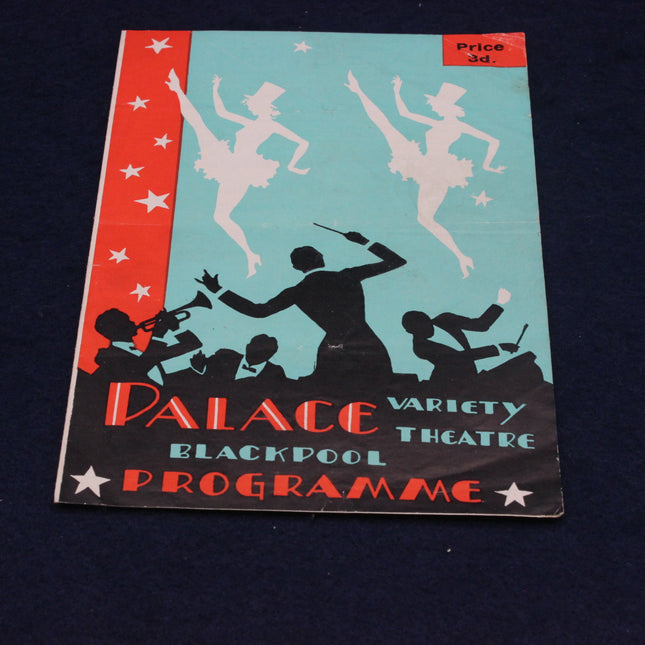 Price
3d.
PALACE
VARIETY
THEATRE
BLACKPOOL
PROGRAMME